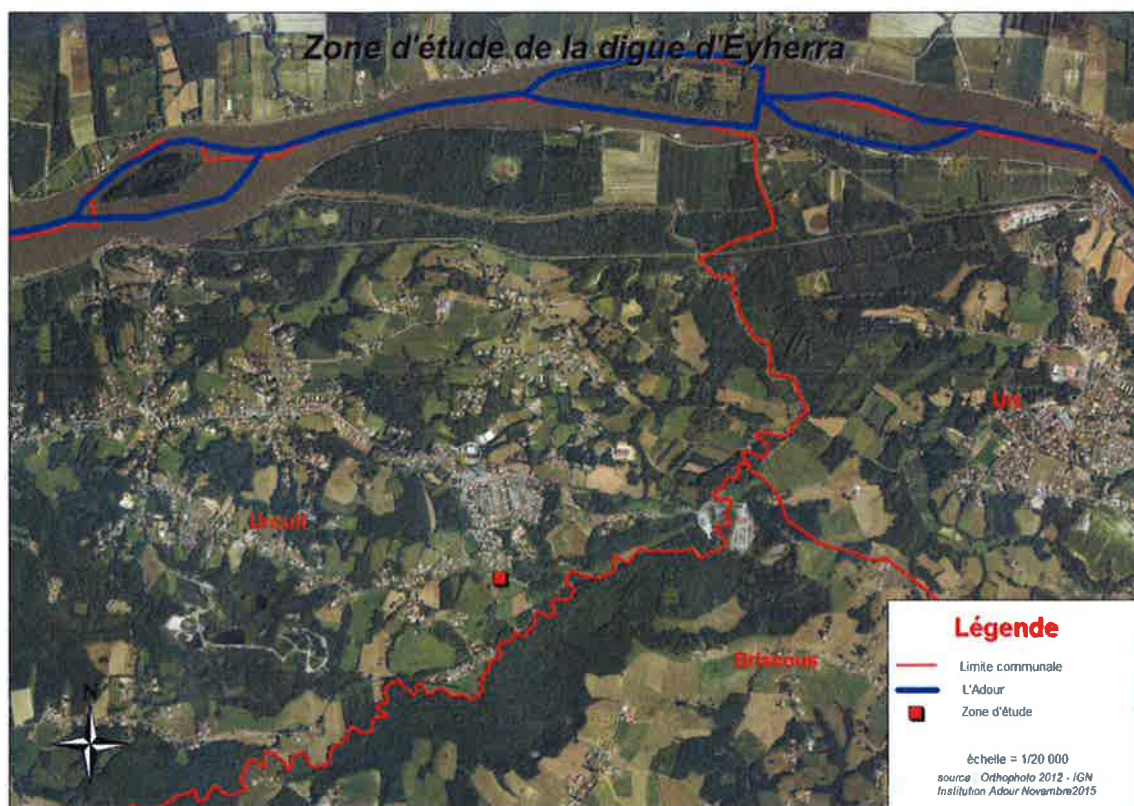 Zone d'étude de la digue d'Eyherra
Urt
Urcuit
Briscous
N
Légende
Limite communale
L'Adour
Zone d'étude
échelle = 1/20 000
source : Orthophoto 2012 - IGN
Institution Adour Novembre2015